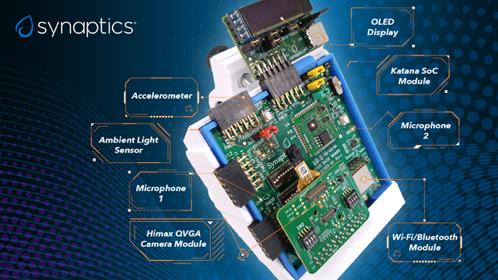 synaptics
OLED
Display
Accelerometer
Katana SoC
Module
Ambient Light
Sensor
Microphone
2
Microphone
1
Synaptics
Himax QVGA
Camera Module
Wi-Fi/Bluetooth
Module